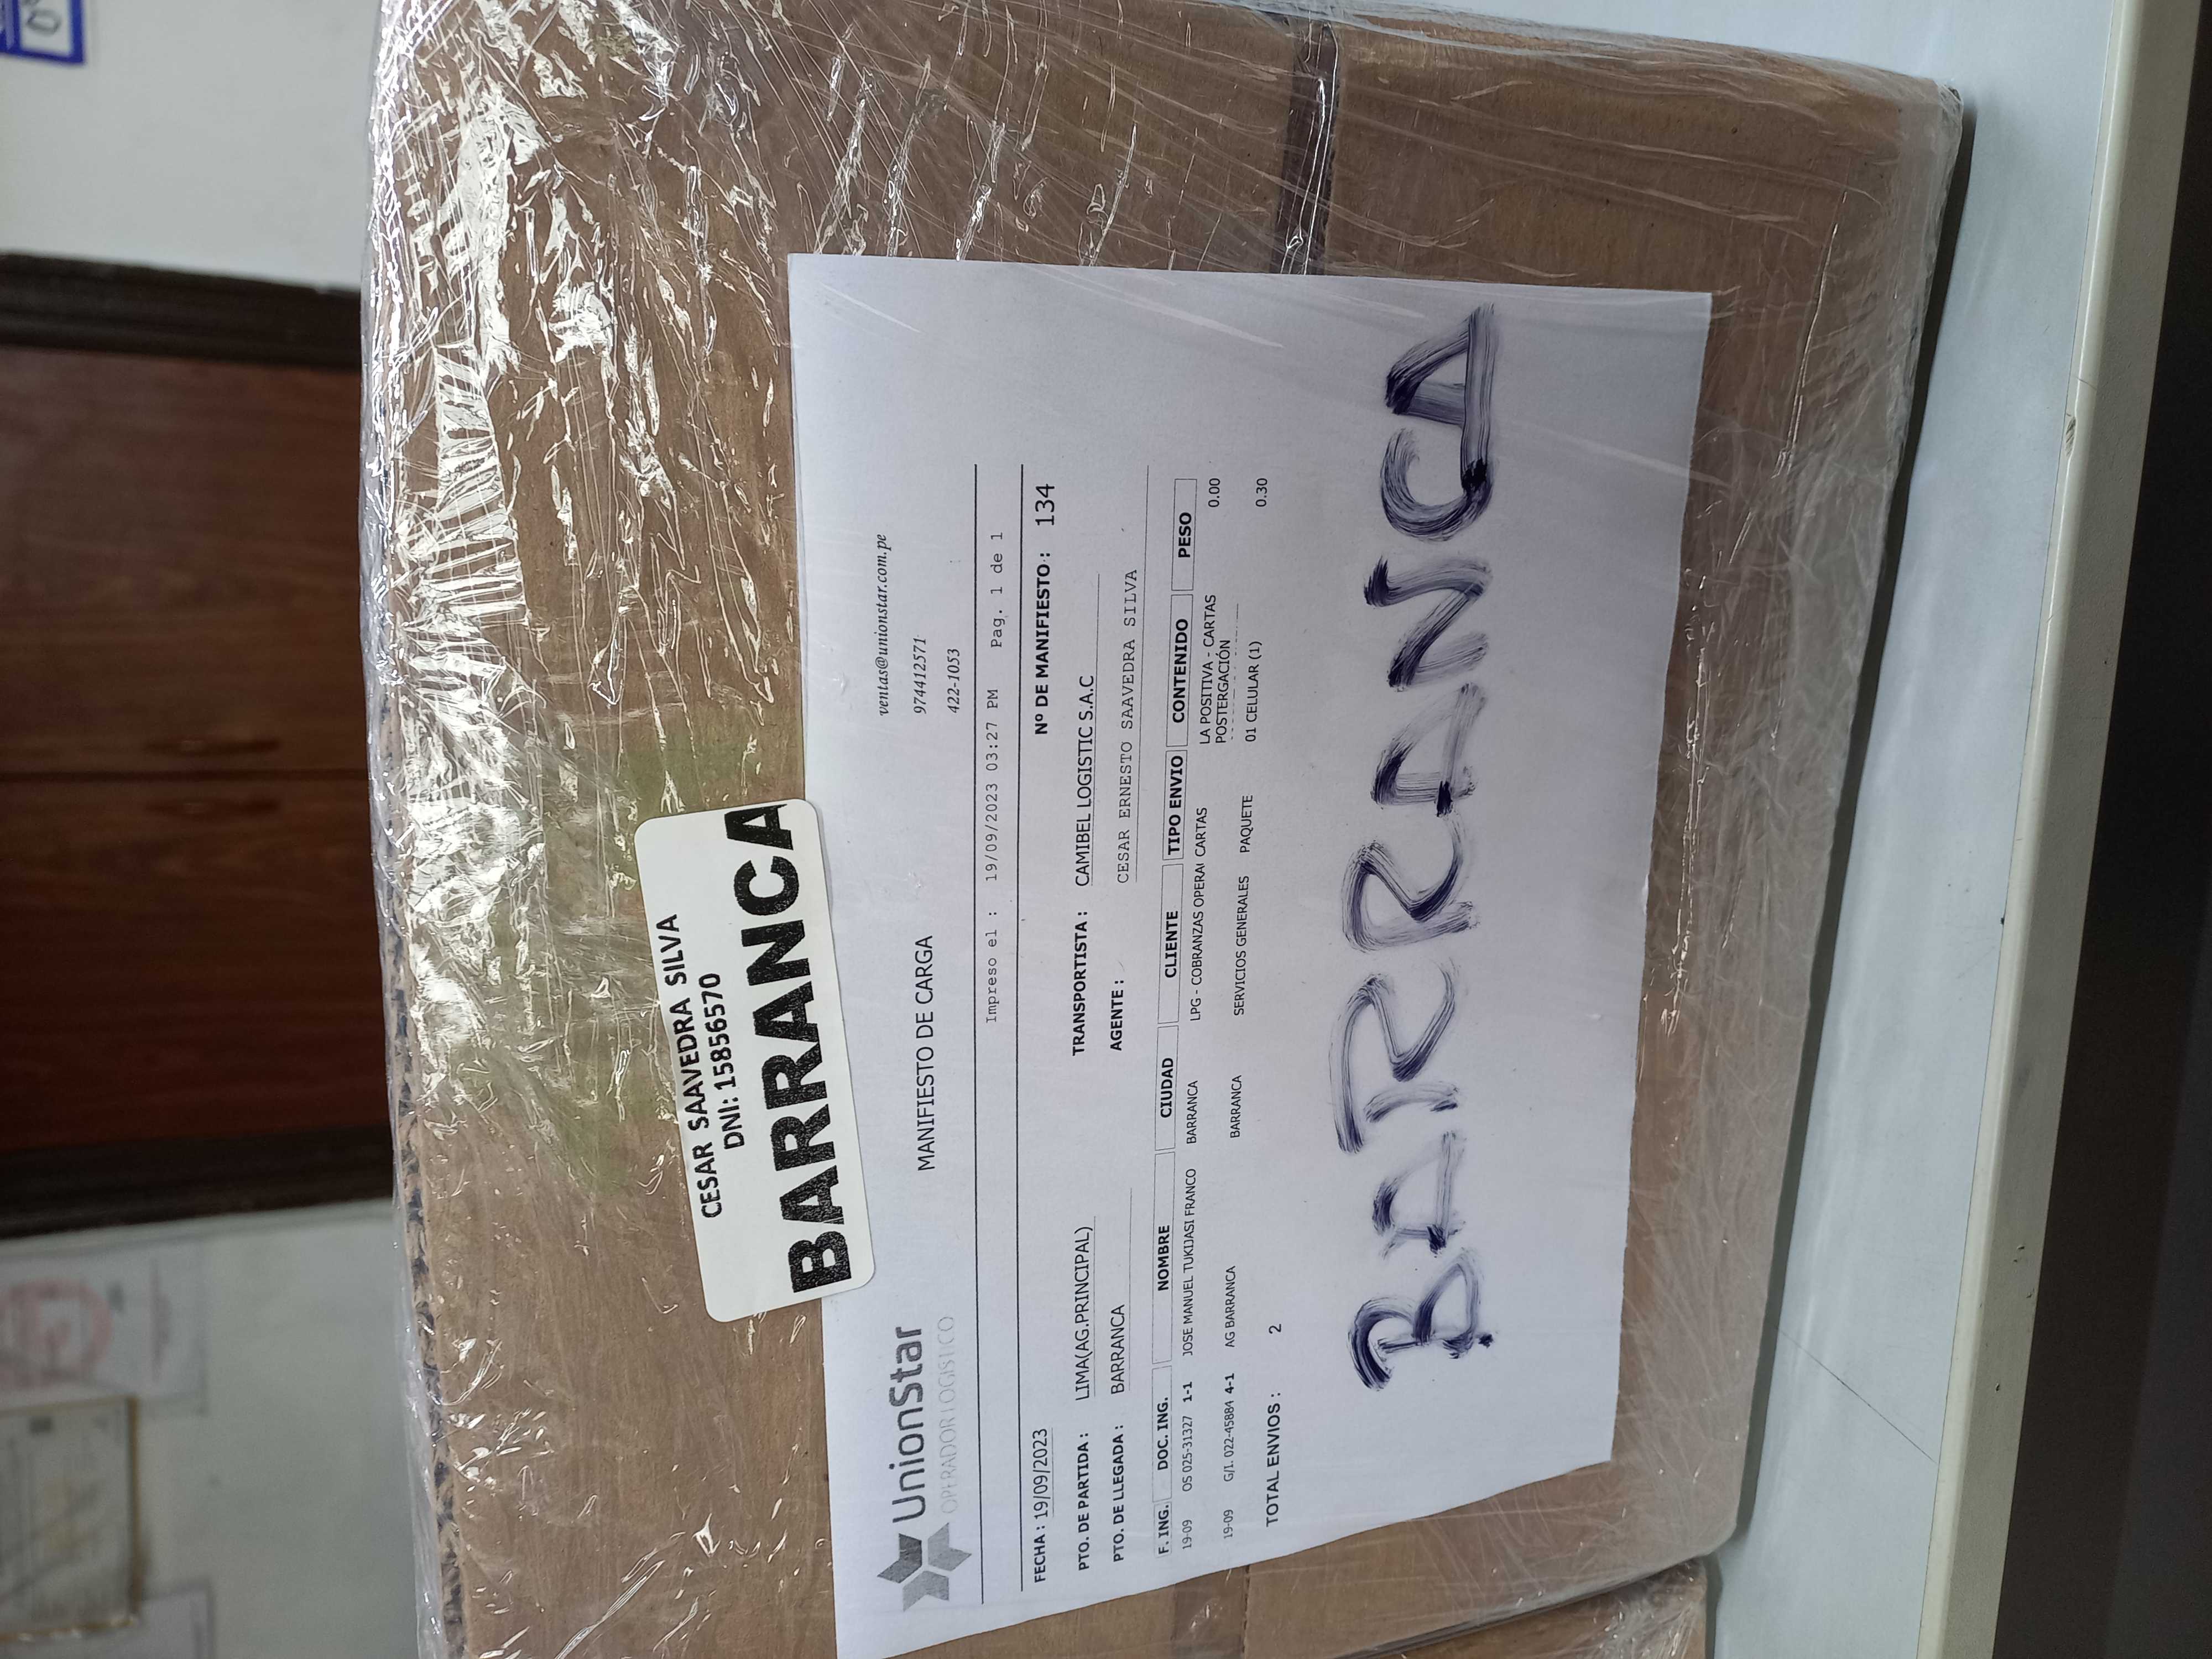 CESAR SAAVEDRA SILVA
DNI: 15856570
BARRANCA
UnionStar
OPERADOR LOGISTICO
MANIFIESTO DE CARGA
ventas@unionstar.com.pe
974412571
422-1053
Impreso el : 19/09/2023 03:27 PM Pag. 1 de 1
FECHA : 19/09/2023 Nº DE MANIFIESTO : 134
PTO. DE PARTIDA : LIMA(AG.PRINCIPAL) TRANSPORTISTA : CAMIBEL LOGISTIC S.A.C
PTO. DE LLEGADA : BARRANCA AGENTE : CESAR ERNESTO SAAVEDRA SILVA
F. ING. DOC. ING. NOMBRE CIUDAD CLIENTE TIPO ENVIO CONTENIDO PESO
19-09 OS 025-31327 1-1 JOSE MANUEL TUKIJASI FRANCO BARRANCA LPG - COBRANZAS OPERA CARTAS LA POSITIVA - CARTAS 0.00
POSTERGACIÓN
19-09 G/I. 022-45884 4-1 AG BARRANCA BARRANCA SERVICIOS GENERALES PAQUETE 01 CELULAR (1) 0.30
TOTAL ENVIOS : 2
BARRANCA